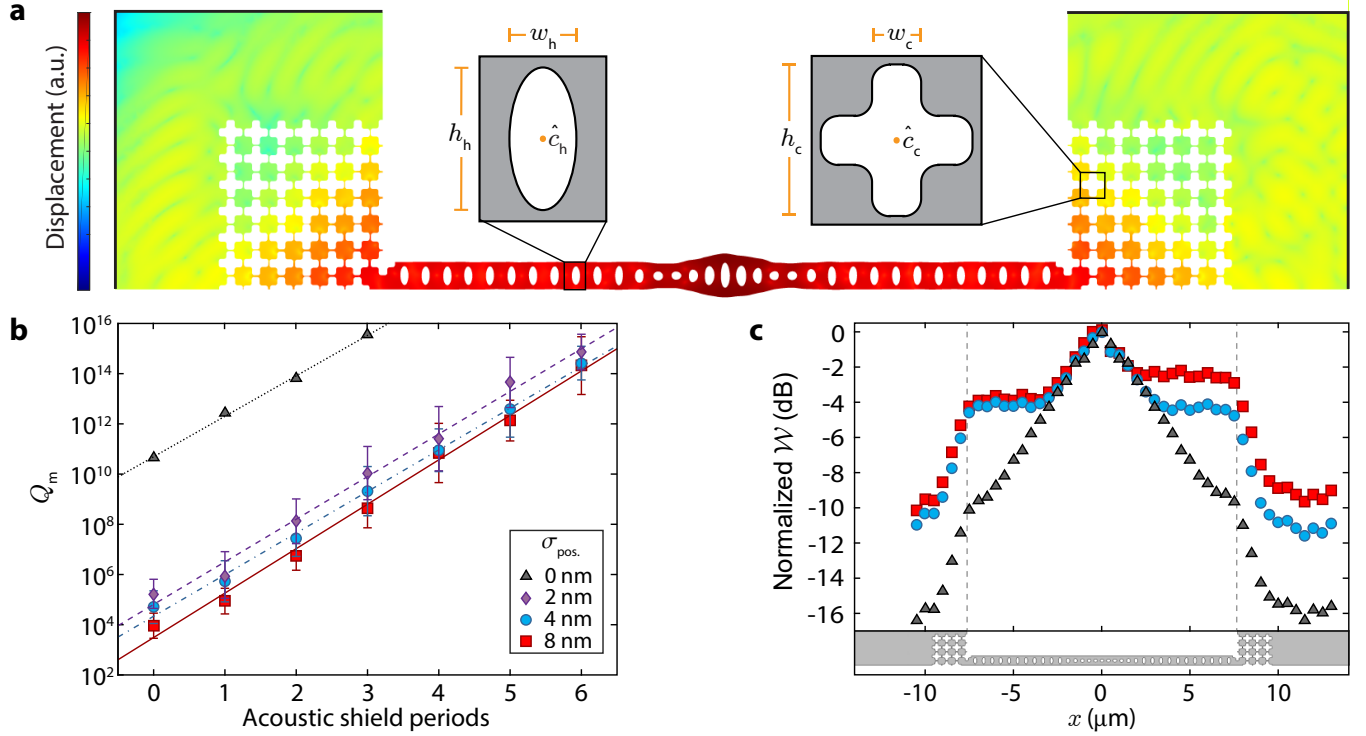 a
Displacement (a.u.)
w_h
h_h
ĉ_h
w_c
h_c
ĉ_c
b
Q_m
10^16
10^14
10^12
10^10
10^8
10^6
10^4
10^2
0 1 2 3 4 5 6
Acoustic shield periods
σ_pos.
0 nm
2 nm
4 nm
8 nm
c
Normalized 𝒲 (dB)
0
-2
-4
-6
-8
-10
-12
-14
-16
-10 -5 0 5 10
x (μm)